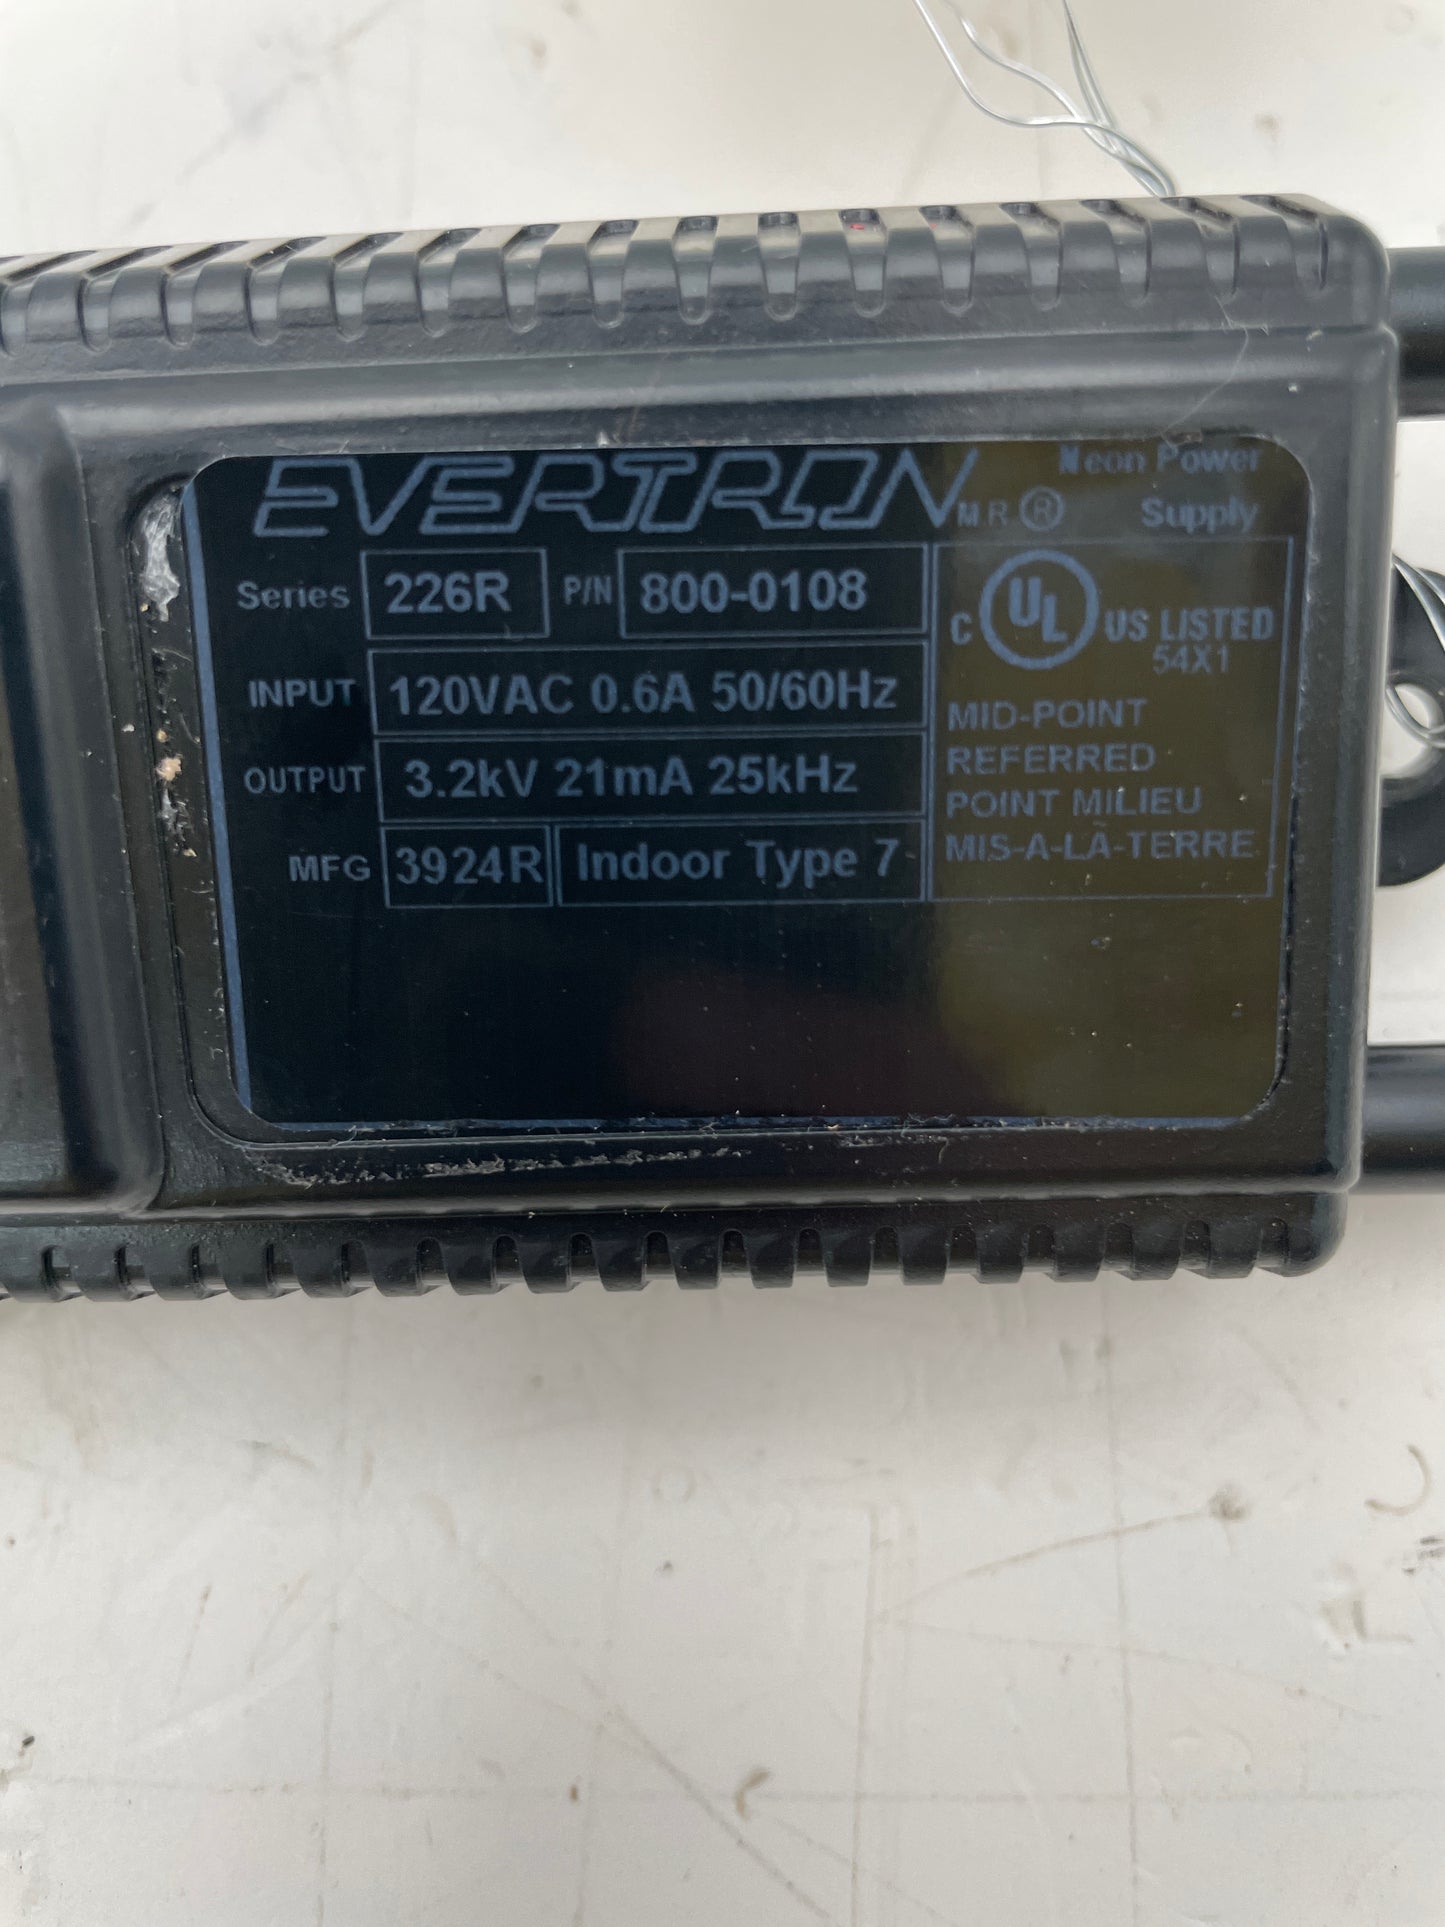 EVERTRON M.R.® Neon Power
Supply
Series 226R P/N 800-0108
INPUT 120VAC 0.6A 50/60Hz
OUTPUT 3.2kV 21mA 25kHz
MFG 3924R Indoor Type 7
C UL US LISTED
54X1
MID-POINT
REFERRED
POINT MILIEU
MIS-A-LÀ-TERRE